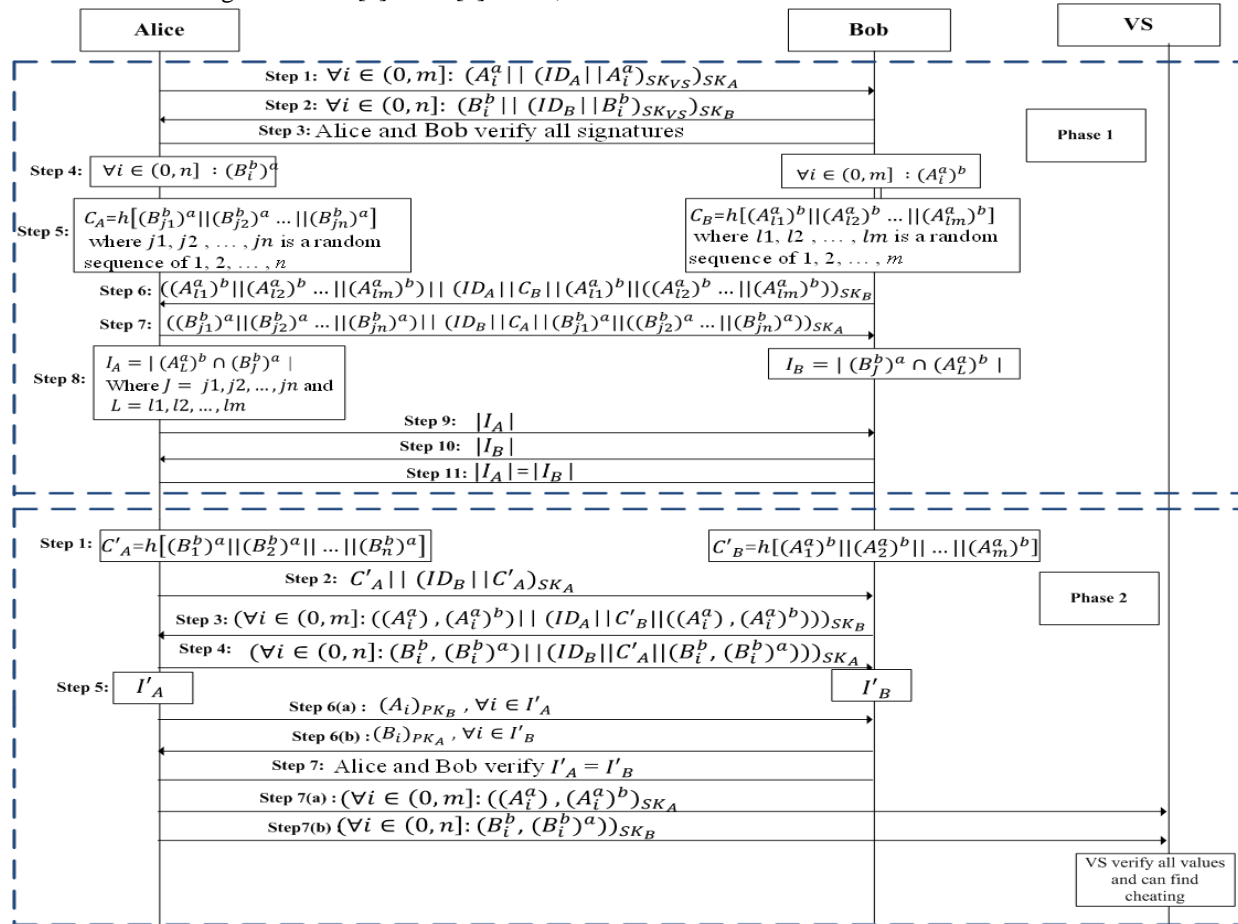 Alice
Bob
VS
Step 1: ∀i ∈ (0, m]: (A_i^a || (ID_A||A_i^a)_{SK_{VS}})_{SK_A}
Step 2: ∀i ∈ (0, n]: (B_i^b || (ID_B||B_i^b)_{SK_{VS}})_{SK_B}
Step 3: Alice and Bob verify all signatures
Phase 1
Step 4:
∀i ∈ (0, n] : (B_i^b)^a
∀i ∈ (0, m] : (A_i^a)^b
Step 5:
C_A=h[(B_{j1}^b)^a||(B_{j2}^b)^a … ||(B_{jn}^b)^a]
where j1, j2 , … , jn is a random
sequence of 1, 2, … , n
C_B=h[(A_{l1}^a)^b||(A_{l2}^a)^b … ||(A_{lm}^a)^b]
where l1, l2 , … , lm is a random
sequence of 1, 2, … , m
Step 6: ((A_{l1}^a)^b||(A_{l2}^a)^b … ||(A_{lm}^a)^b)|| (ID_A||C_B||(A_{l1}^a)^b||((A_{l2}^a)^b … ||(A_{lm}^a)^b))_{SK_B}
Step 7: ((B_{j1}^b)^a||(B_{j2}^b)^a … ||(B_{jn}^b)^a)|| (ID_B||C_A||(B_{j1}^b)^a||((B_{j2}^b)^a … ||(B_{jn}^b)^a))_{SK_A}
Step 8:
I_A = | (A_L^a)^b ∩ (B_J^b)^a |
Where J = j1, j2, …, jn and
L = l1, l2, …, lm
I_B = | (B_J^b)^a ∩ (A_L^a)^b |
Step 9: |I_A|
Step 10: |I_B|
Step 11: |I_A|=|I_B|
Step 1:
C'_A=h[(B_1^b)^a||(B_2^b)^a|| … ||(B_n^b)^a]
C'_B=h[(A_1^a)^b||(A_2^a)^b|| … ||(A_m^a)^b]
Step 2: C'_A|| (ID_B||C'_A)_{SK_A}
Phase 2
Step 3: (∀i ∈ (0, m]: ((A_i^a) , (A_i^a)^b)|| (ID_A||C'_B||((A_i^a) , (A_i^a)^b)))_{SK_B}
Step 4: (∀i ∈ (0, n]: (B_i^b, (B_i^b)^a)||(ID_B||C'_A||(B_i^b, (B_i^b)^a)))_{SK_A}
Step 5:
I'_A
I'_B
Step 6(a) : (A_i)_{PK_B} , ∀i ∈ I'_A
Step 6(b) : (B_i)_{PK_A} , ∀i ∈ I'_B
Step 7: Alice and Bob verify I'_A = I'_B
Step 7(a) : (∀i ∈ (0, m]: ((A_i^a) , (A_i^a)^b)_{SK_A}
Step7(b) (∀i ∈ (0, n]: (B_i^b, (B_i^b)^a))_{SK_B}
VS verify all values
and can find
cheating